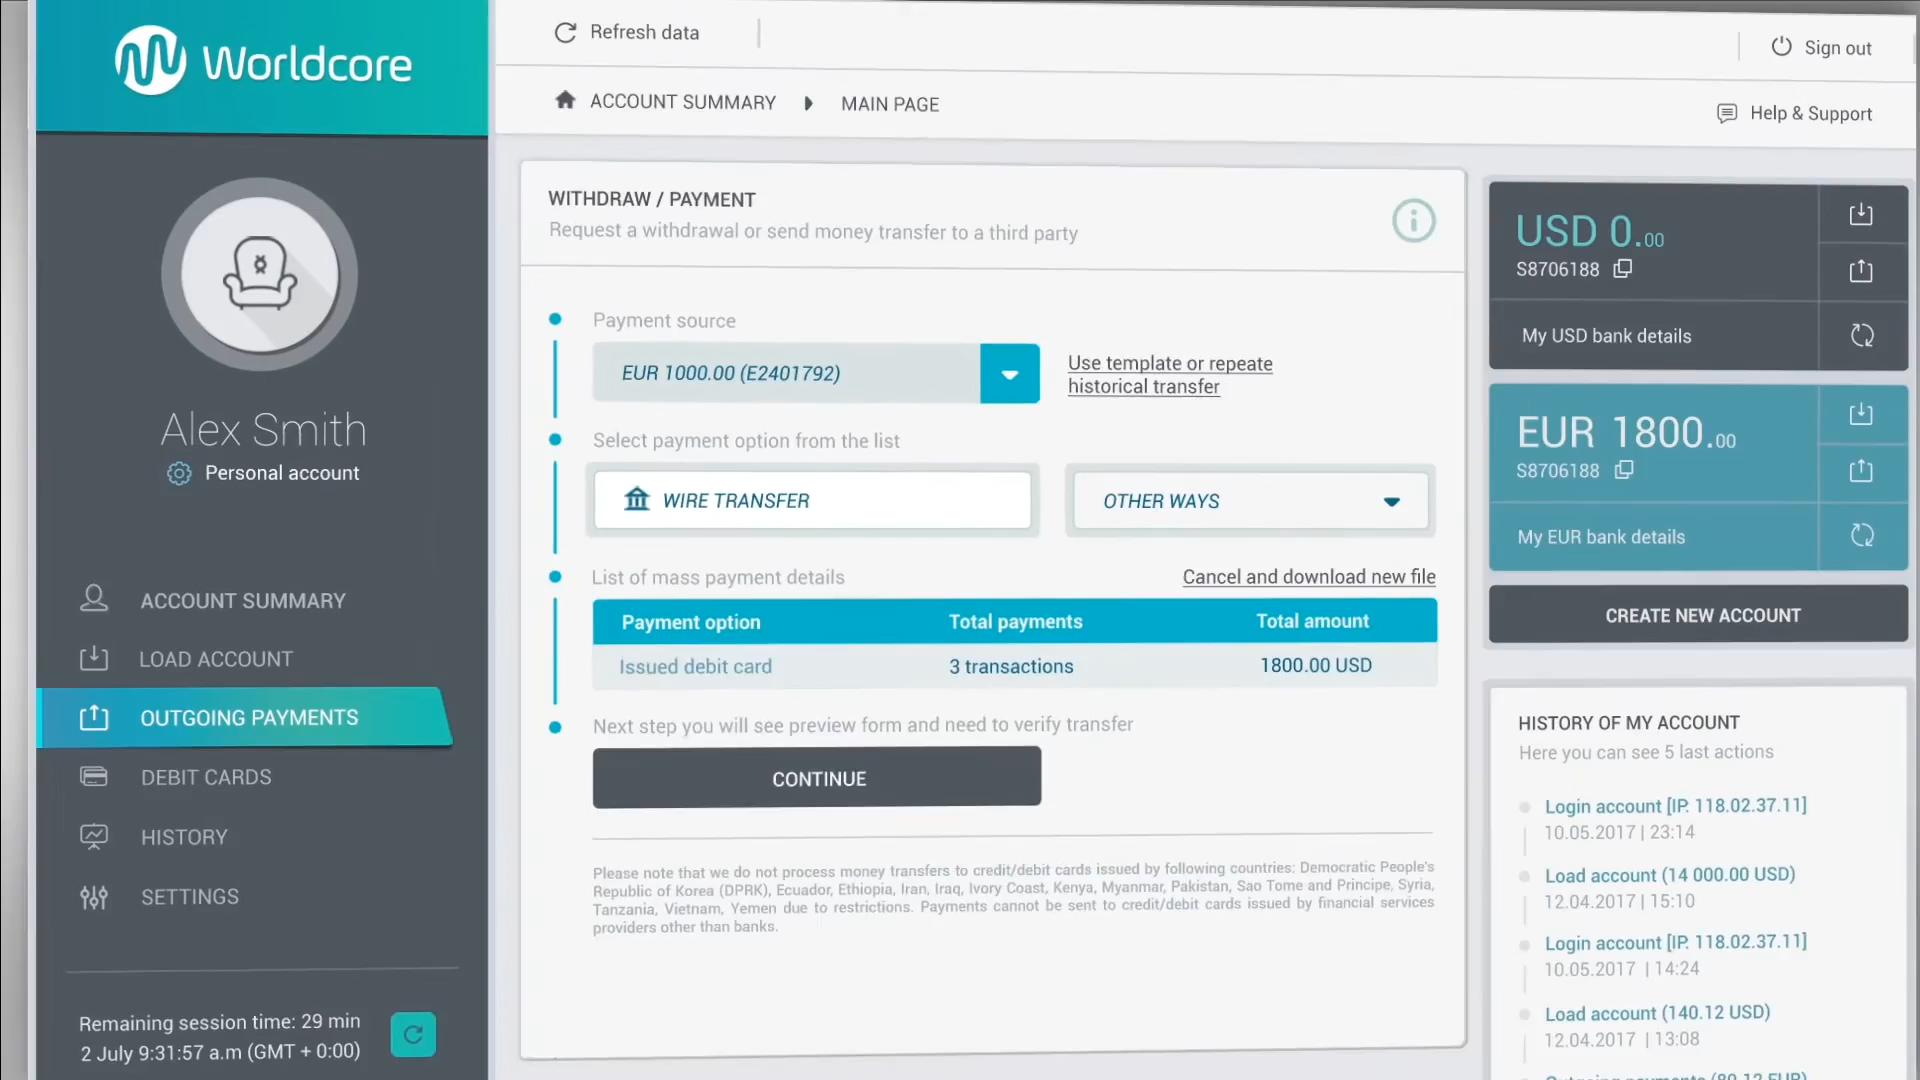 Worldcore
Alex Smith
Personal account
ACCOUNT SUMMARY
LOAD ACCOUNT
OUTGOING PAYMENTS
DEBIT CARDS
HISTORY
SETTINGS
Remaining session time: 29 min
2 July 9:31:57 a.m (GMT + 0:00)
Refresh data
Sign out
ACCOUNT SUMMARY MAIN PAGE
Help & Support
WITHDRAW / PAYMENT
Request a withdrawal or send money transfer to a third party
Payment source
EUR 1000.00 (E2401792)
Use template or repeate
historical transfer
Select payment option from the list
WIRE TRANSFER
OTHER WAYS
List of mass payment details
Cancel and download new file
Payment option Total payments Total amount
Issued debit card 3 transactions 1800.00 USD
Next step you will see preview form and need to verify transfer
CONTINUE
Please note that we do not process money transfers to credit/debit cards issued by following countries: Democratic People's
Republic of Korea (DPRK), Ecuador, Ethiopia, Iran, Iraq, Ivory Coast, Kenya, Myanmar, Pakistan, Sao Tome and Principe, Syria,
Tanzania, Vietnam, Yemen due to restrictions. Payments cannot be sent to credit/debit cards issued by financial services
providers other than banks.
USD 0.00
S8706188
My USD bank details
EUR 1800.00
S8706188
My EUR bank details
CREATE NEW ACCOUNT
HISTORY OF MY ACCOUNT
Here you can see 5 last actions
Login account [IP. 118.02.37.11]
10.05.2017 | 23:14
Load account (14 000.00 USD)
12.04.2017 | 15:10
Login account [IP. 118.02.37.11]
10.05.2017 | 14:24
Load account (140.12 USD)
12.04.2017 | 13:08
Outgoing payments (80.12 EUR)